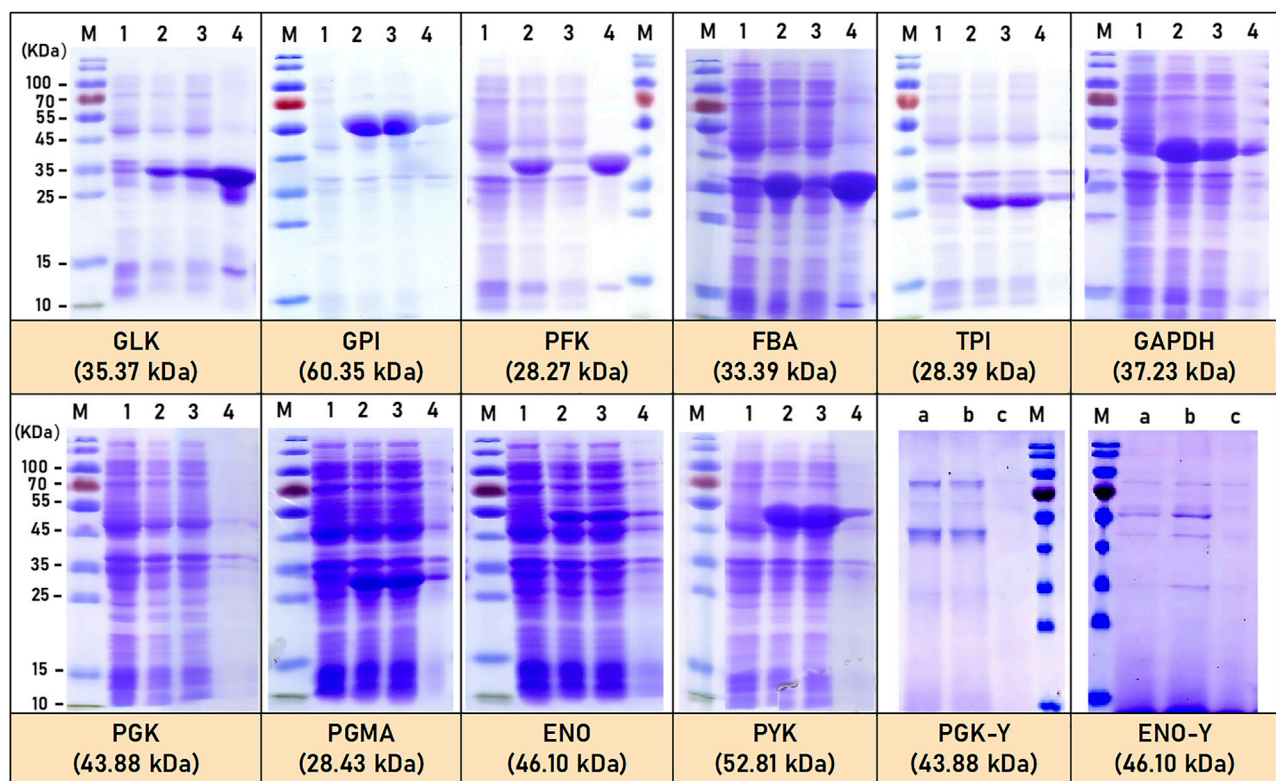 M 1 2 3 4 M 1 2 3 4 1 2 3 4 M M 1 2 3 4 M 1 2 3 4 M 1 2 3 4
(KDa)
100
70
55
45
35
25
15
10
GLK GPI PFK FBA TPI GAPDH
(35.37 kDa) (60.35 kDa) (28.27 kDa) (33.39 kDa) (28.39 kDa) (37.23 kDa)
M 1 2 3 4 M 1 2 3 4 M 1 2 3 4 M 1 2 3 4 a b c M M a b c
(KDa)
100
70
55
45
35
25
15
10
PGK PGMA ENO PYK PGK-Y ENO-Y
(43.88 kDa) (28.43 kDa) (46.10 kDa) (52.81 kDa) (43.88 kDa) (46.10 kDa)